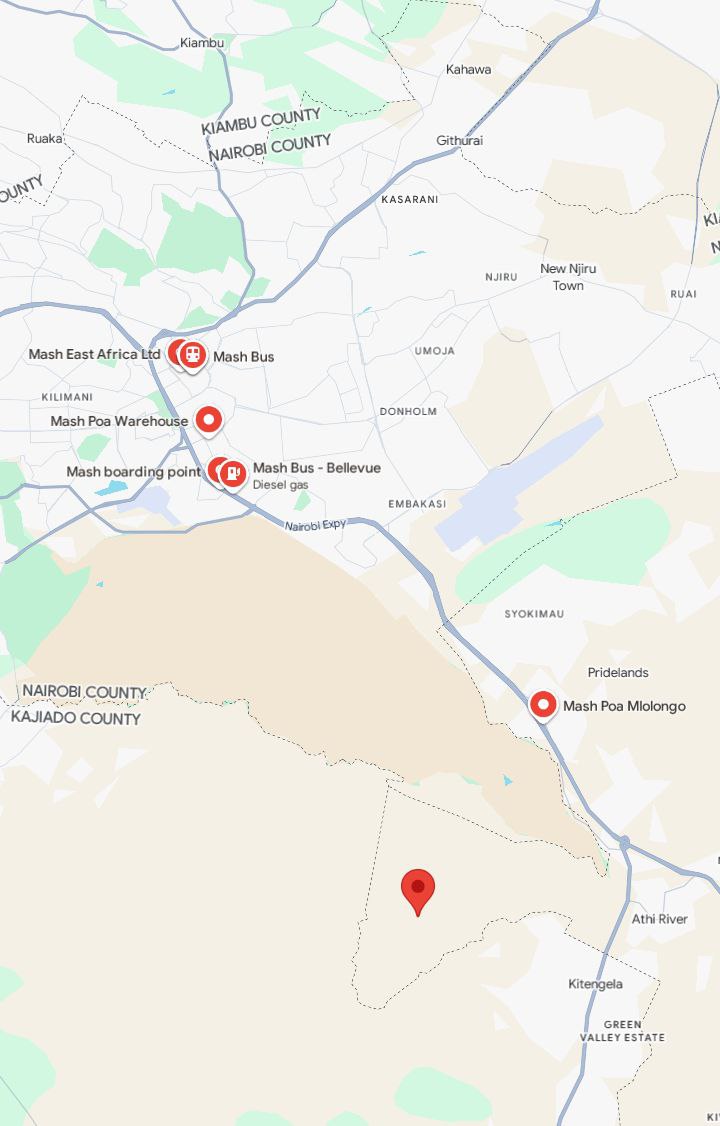 Kiambu
Kahawa
KIAMBU COUNTY
NAIROBI COUNTY
Ruaka
Githurai
OUNTY
KASARANI
KI
N
NJIRU
New Njiru
Town
RUAI
Mash East Africa Ltd
Mash Bus
UMOJA
KILIMANI
DONHOLM
Mash Poa Warehouse
Mash boarding point
Mash Bus - Bellevue
Diesel gas
EMBAKASI
Nairobi Expy
SYOKIMAU
Pridelands
NAIROBI COUNTY
KAJIADO COUNTY
Mash Poa Mlolongo
Athi River
Kitengela
GREEN
VALLEY ESTATE
KI